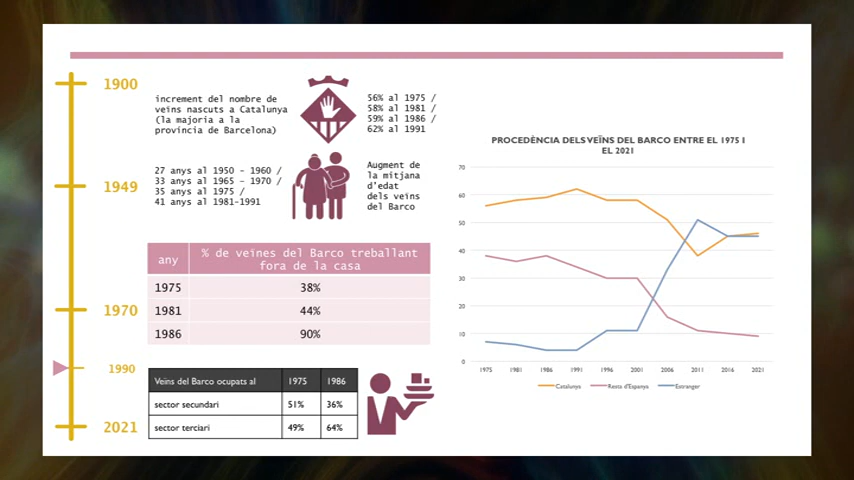 1900
1949
1970
1990
2021
increment del nombre de
veïns nascuts a Catalunya
(la majoria a la
província de Barcelona)
56% al 1975 /
58% al 1981 /
59% al 1986 /
62% al 1991
27 anys al 1950 - 1960 /
33 anys al 1965 - 1970 /
35 anys al 1975 /
41 anys al 1981-1991
Augment de
la mitjana
d'edat
dels veïns
del Barco
any % de veïnes del Barco treballant
fora de la casa
1975 38%
1981 44%
1986 90%
Veïns del Barco ocupats al 1975 1986
sector secundari 51% 36%
sector terciari 49% 64%
PROCEDÈNCIA DELS VEÏNS DEL BARCO ENTRE EL 1975 I
EL 2021
70
60
50
40
30
20
10
0
1975 1981 1986 1991 1996 2001 2006 2011 2016 2021
Catalunya Resta d'Espanya Estranger